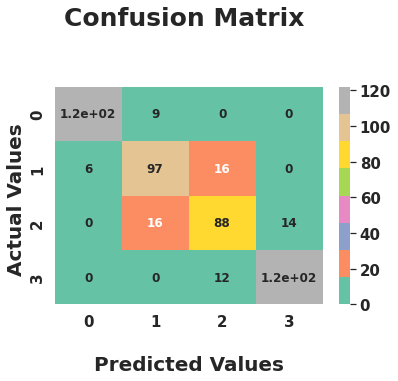 Confusion Matrix
Actual Values
0 1.2e+02 9 0 0
1 6 97 16 0
2 0 16 88 14
3 0 0 12 1.2e+02
0 1 2 3
Predicted Values
120
100
80
60
40
20
0